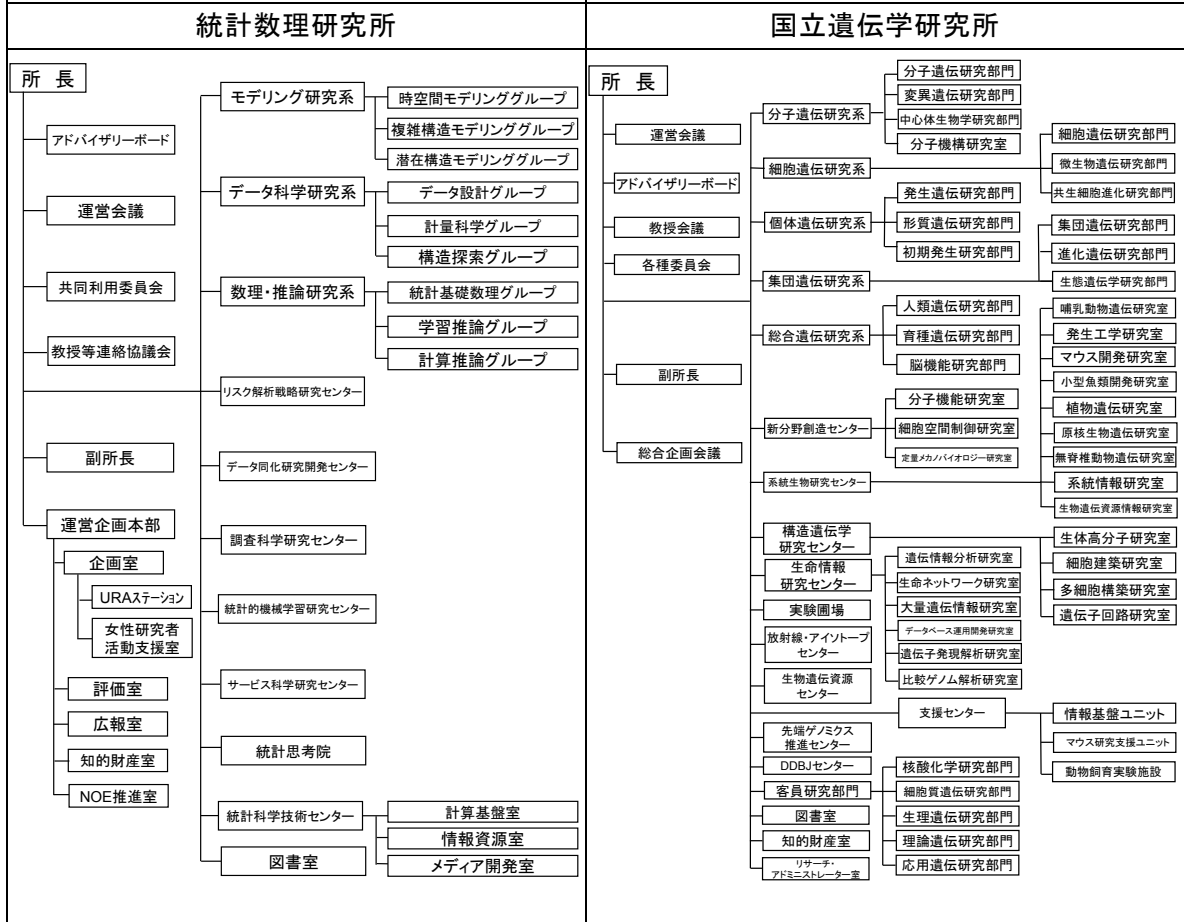 統計数理研究所
所 長
アドバイザリーボード
運営会議
共同利用委員会
教授等連絡協議会
副所長
運営企画本部
企画室
URAステーション
女性研究者
活動支援室
評価室
広報室
知的財産室
NOE推進室
モデリング研究系
時空間モデリンググループ
複雑構造モデリンググループ
潜在構造モデリンググループ
データ科学研究系
データ設計グループ
計量科学グループ
構造探索グループ
数理・推論研究系
統計基礎数理グループ
学習推論グループ
計算推論グループ
リスク解析戦略研究センター
データ同化研究開発センター
調査科学研究センター
統計的機械学習研究センター
サービス科学研究センター
統計思考院
統計科学技術センター
計算基盤室
情報資源室
メディア開発室
図書室
国立遺伝学研究所
所 長
運営会議
アドバイザリーボード
教授会議
各種委員会
副所長
総合企画会議
分子遺伝研究系
分子遺伝研究部門
変異遺伝研究部門
中心体生物学研究部門
分子機構研究室
細胞遺伝研究系
細胞遺伝研究部門
微生物遺伝研究部門
共生細胞進化研究部門
個体遺伝研究系
発生遺伝研究部門
形質遺伝研究部門
初期発生研究部門
集団遺伝研究系
集団遺伝研究部門
進化遺伝研究部門
生態遺伝学研究部門
総合遺伝研究系
人類遺伝研究部門
育種遺伝研究部門
脳機能研究部門
新分野創造センター
分子機能研究室
細胞空間制御研究室
定量メカノバイオロジー研究室
系統生物研究センター
哺乳動物遺伝研究室
発生工学研究室
マウス開発研究室
小型魚類開発研究室
植物遺伝研究室
原核生物遺伝研究室
無脊椎動物遺伝研究室
系統情報研究室
生物遺伝資源情報研究室
構造遺伝学
研究センター
生体高分子研究室
細胞建築研究室
多細胞構築研究室
遺伝子回路研究室
生命情報
研究センター
遺伝情報分析研究室
生命ネットワーク研究室
大量遺伝情報研究室
データベース運用開発研究室
遺伝子発現解析研究室
比較ゲノム解析研究室
実験圃場
放射線・アイソトープ
センター
生物遺伝資源
センター
支援センター
情報基盤ユニット
マウス研究支援ユニット
動物飼育実験施設
先端ゲノミクス
推進センター
DDBJセンター
客員研究部門
核酸化学研究部門
細胞質遺伝研究部門
生理遺伝研究部門
理論遺伝研究部門
応用遺伝研究部門
図書室
知的財産室
リサーチ・
アドミニストレーター室